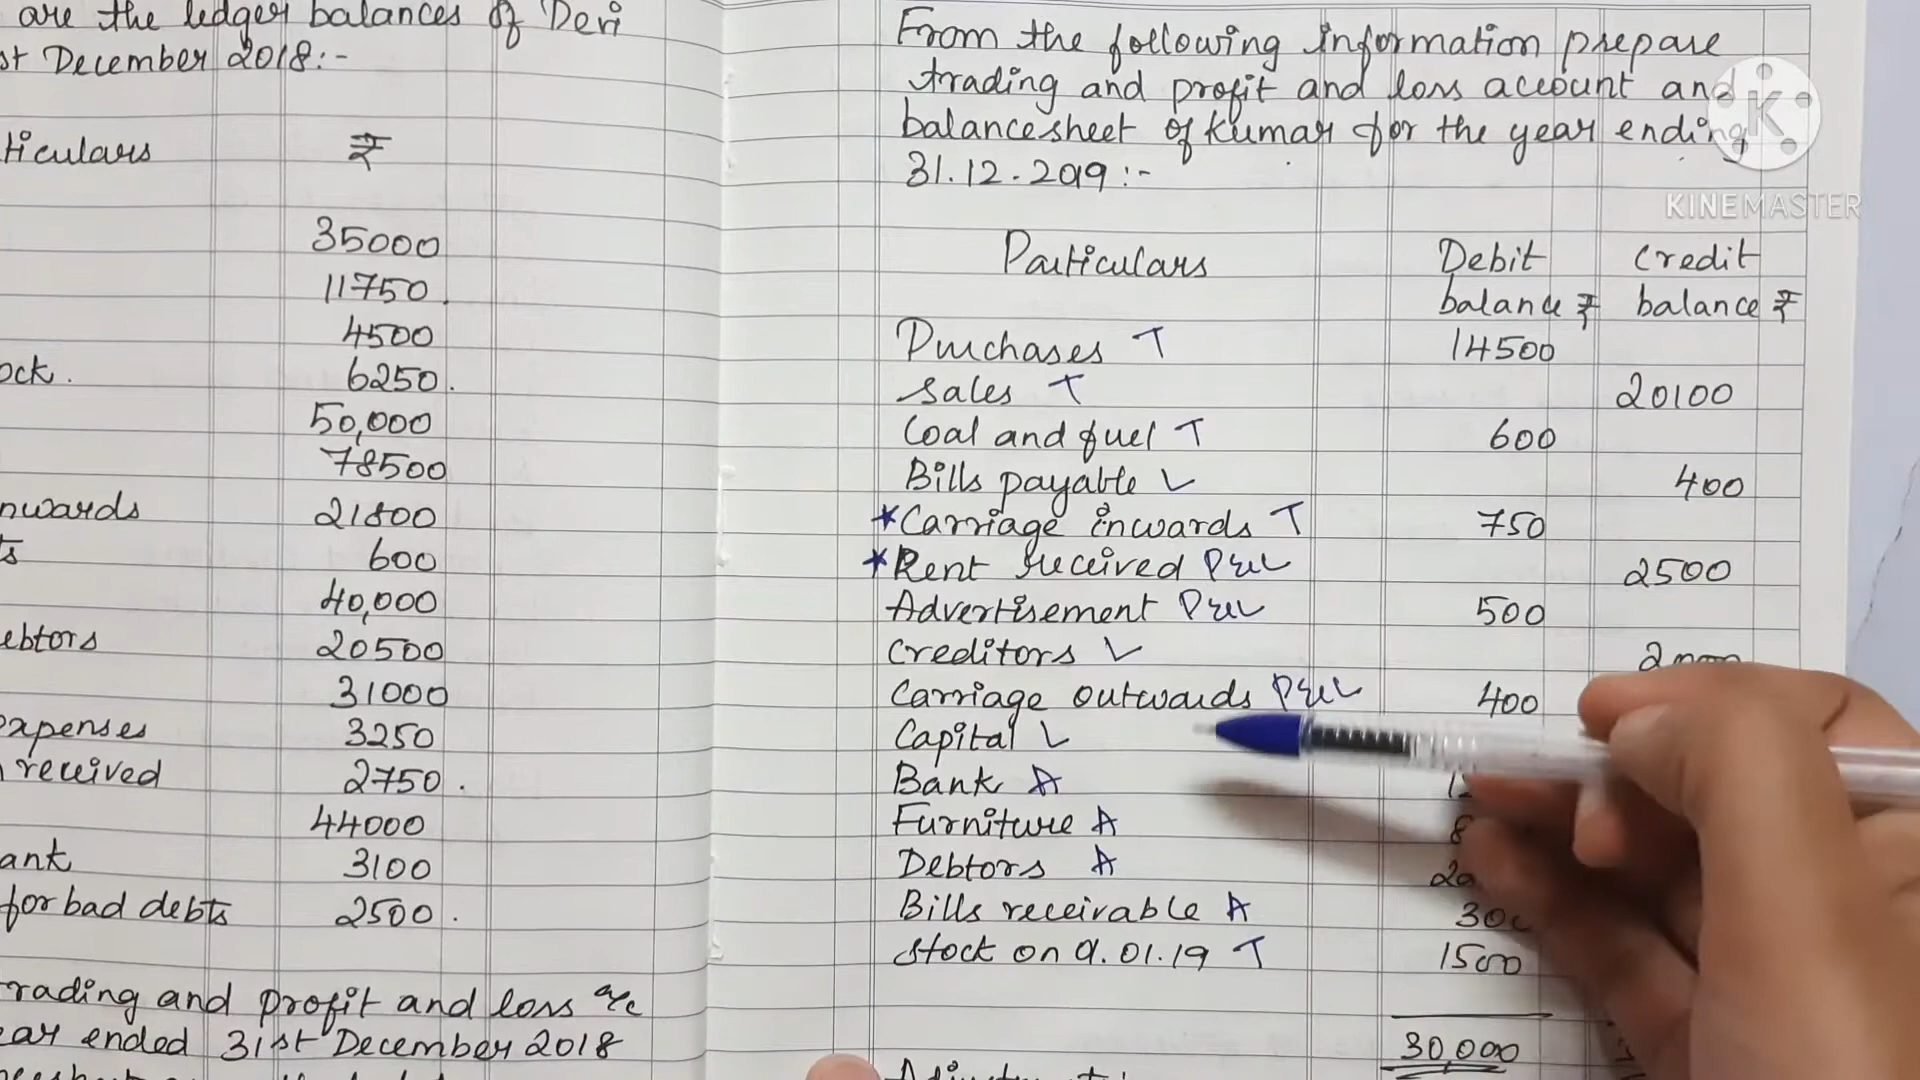 are the ledger balances of Devi
st December 2018:-
ticulars ₹
35000
11750.
4500
ock. 6250.
50,000
78500
nwards 21800
ts 600
40,000
ebtors 20500
31000
expenses 3250
received 2750.
44000
ank 3100
for bad debts 2500.
rading and profit and loss a/c
ear ended 31st December 2018
From the following information prepare
trading and profit and loss account and
balancesheet of Kumar for the year ending
31.12.2019:-
K
KINEMASTER
Particulars Debit balance ₹ Credit balance ₹
Purchases T 14500
Sales T 20100
Coal and fuel T 600
Bills payable L 400
*Carriage inwards T 750
*Rent received P&L 2500
Advertisement P&L 500
Creditors L
Carriage outwards P&L 400
Capital L
Bank A
Furniture A
Debtors A
Bills receivable A
Stock on 01.01.19 T 1500
30,000